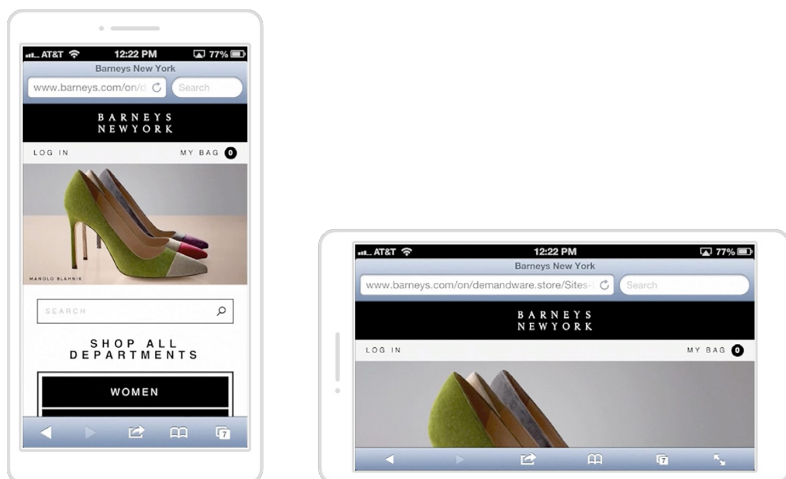 AT&T 12:22 PM 77%
Barneys New York
www.barneys.com/on/d Search
BARNEYS
NEWYORK
LOG IN MY BAG 0
MANOLO BLAHNIK
SEARCH
SHOP ALL
DEPARTMENTS
WOMEN
7
AT&T 12:22 PM 77%
Barneys New York
www.barneys.com/on/demandware.store/Sites- Search
BARNEYS
NEWYORK
LOG IN MY BAG 0
7